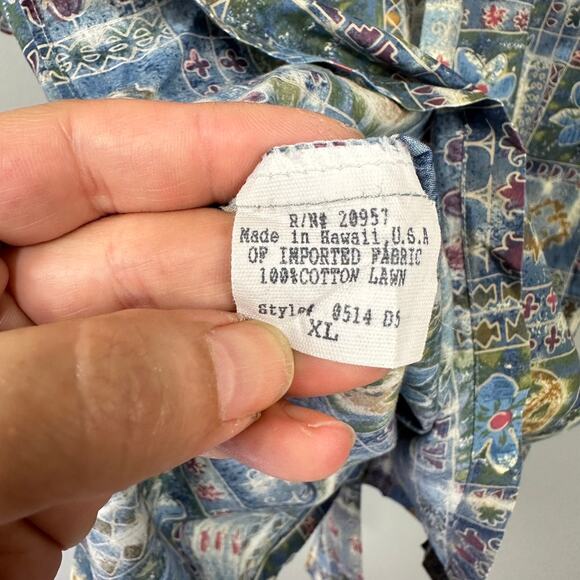 R/N# 20957
Made in Hawaii,U.S.A
OF IMPORTED FABRIC
100%COTTON LAWN
Style# 0514 DS
XL